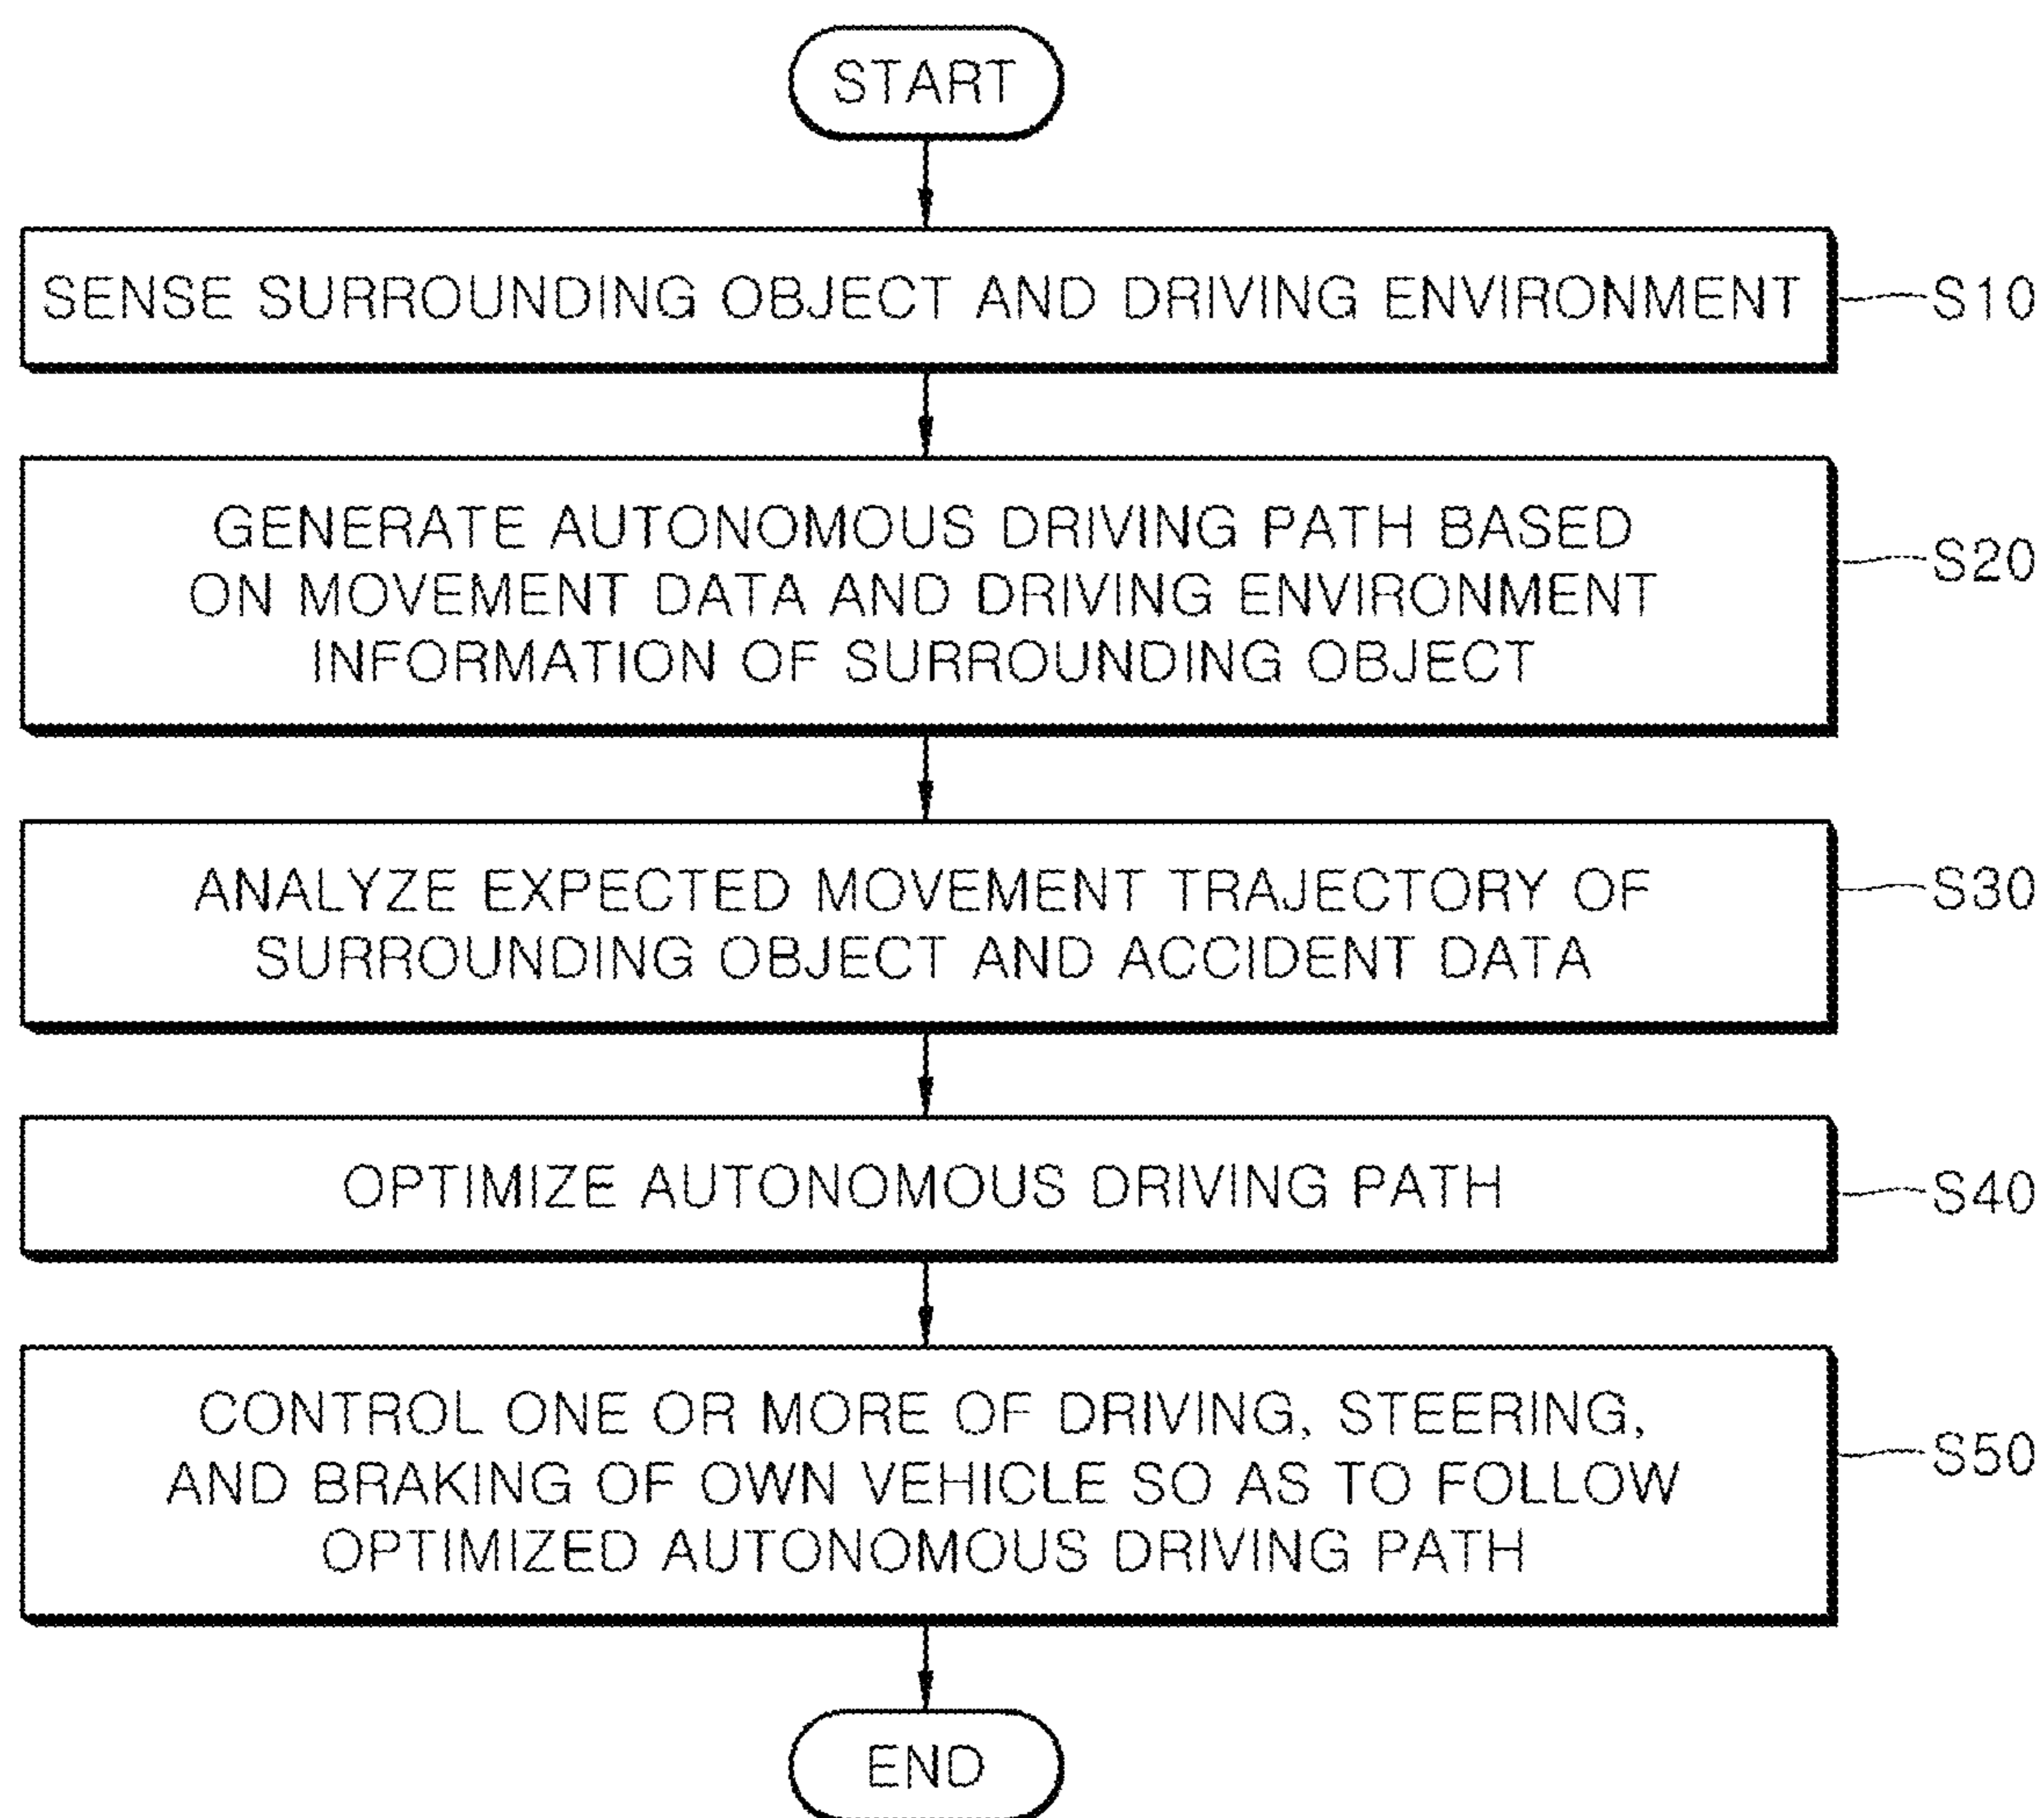 START
SENSE SURROUNDING OBJECT AND DRIVING ENVIRONMENT
S10
GENERATE AUTONOMOUS DRIVING PATH BASED
ON MOVEMENT DATA AND DRIVING ENVIRONMENT
INFORMATION OF SURROUNDING OBJECT
S20
ANALYZE EXPECTED MOVEMENT TRAJECTORY OF
SURROUNDING OBJECT AND ACCIDENT DATA
S30
OPTIMIZE AUTONOMOUS DRIVING PATH
S40
CONTROL ONE OR MORE OF DRIVING, STEERING,
AND BRAKING OF OWN VEHICLE SO AS TO FOLLOW
OPTIMIZED AUTONOMOUS DRIVING PATH
S50
END